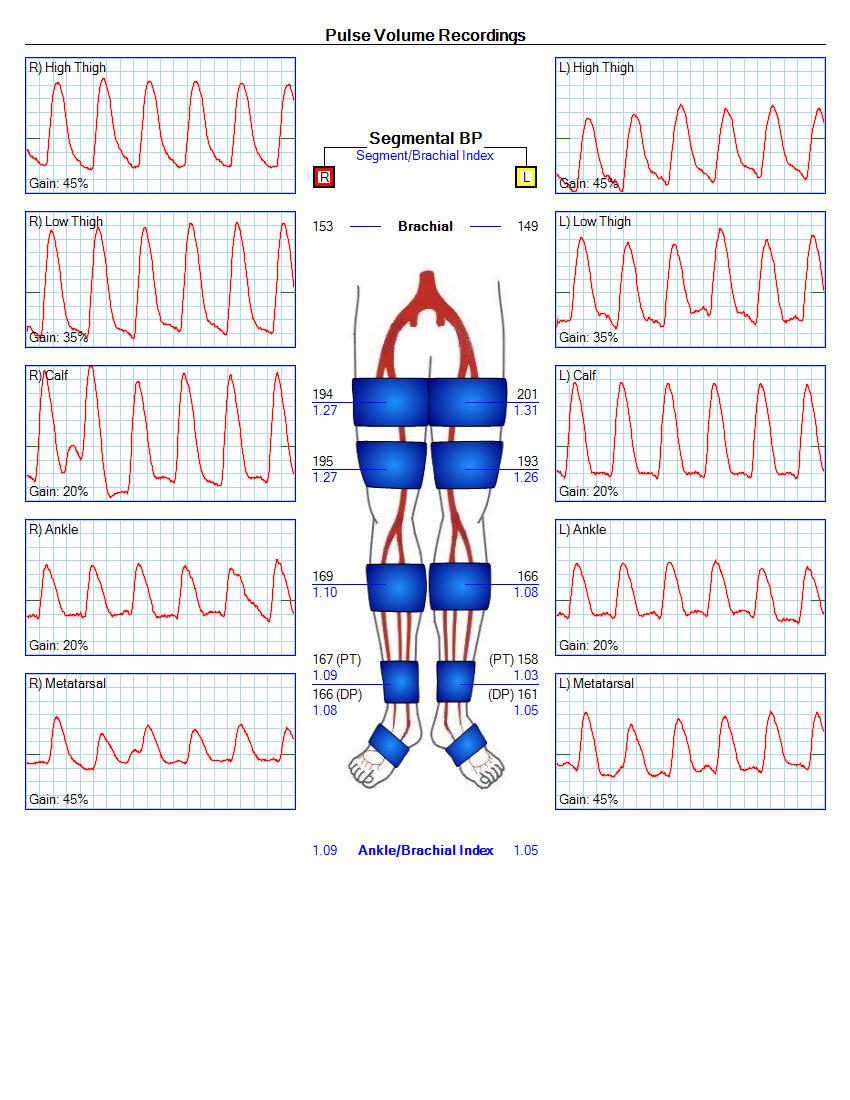 Pulse Volume Recordings
R) High Thigh
Gain: 45%
R) Low Thigh
Gain: 35%
R) Calf
Gain: 20%
R) Ankle
Gain: 20%
R) Metatarsal
Gain: 45%
Segmental BP
Segment/Brachial Index
R
L
153 Brachial 149
194 201
1.27 1.31
195 193
1.27 1.26
169 166
1.10 1.08
167 (PT) (PT) 158
1.09 1.03
166 (DP) (DP) 161
1.08 1.05
1.09 Ankle/Brachial Index 1.05
L) High Thigh
Gain: 45%
L) Low Thigh
Gain: 35%
L) Calf
Gain: 20%
L) Ankle
Gain: 20%
L) Metatarsal
Gain: 45%